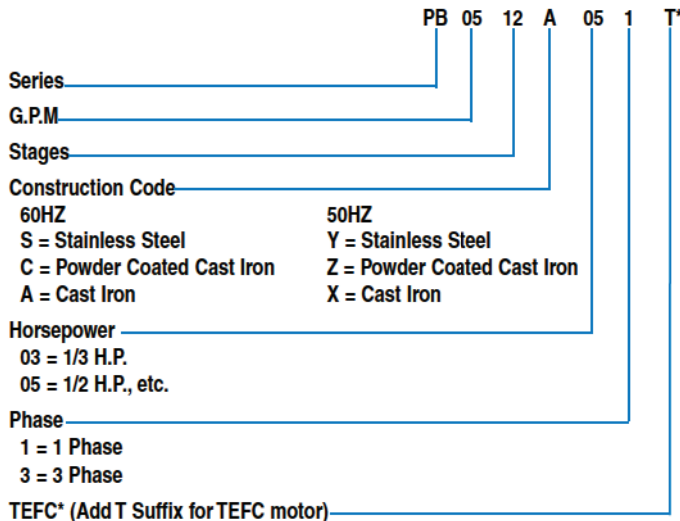 PB 05 12 A 05 1 T*
Series
G.P.M
Stages
Construction Code
60HZ 50HZ
S = Stainless Steel Y = Stainless Steel
C = Powder Coated Cast Iron Z = Powder Coated Cast Iron
A = Cast Iron X = Cast Iron
Horsepower
03 = 1/3 H.P.
05 = 1/2 H.P., etc.
Phase
1 = 1 Phase
3 = 3 Phase
TEFC* (Add T Suffix for TEFC motor)